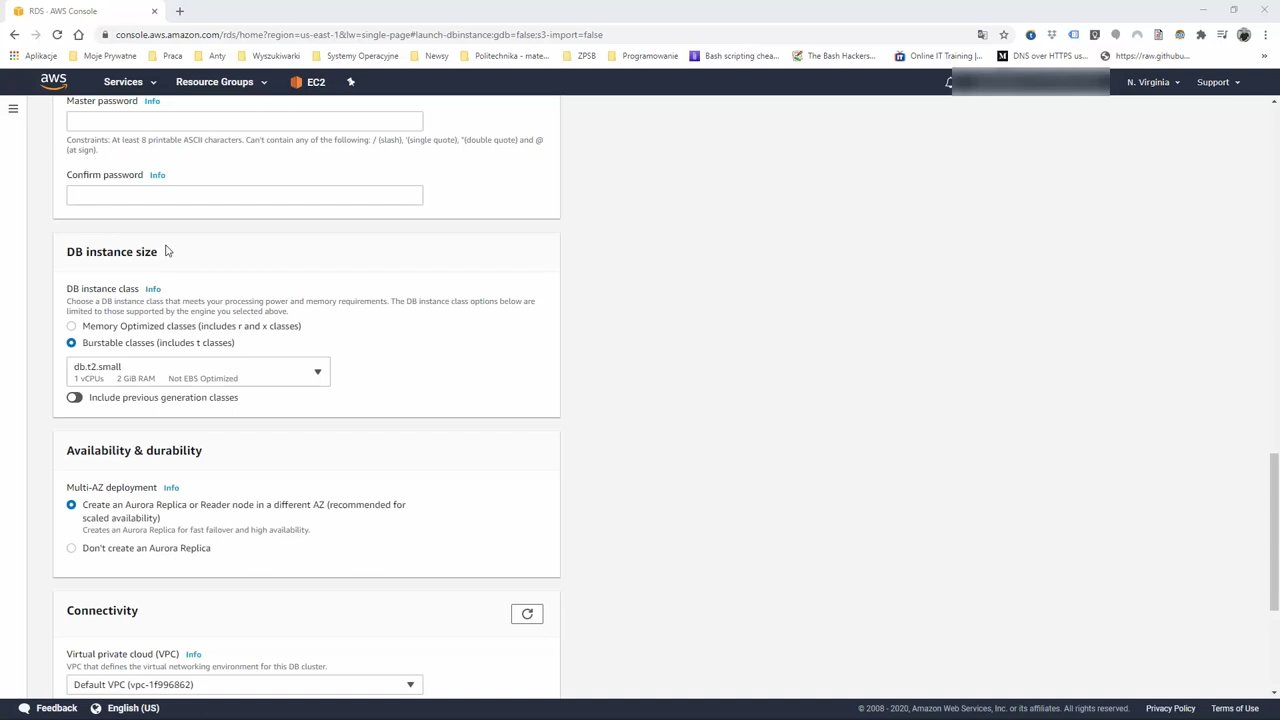 RDS - AWS Console
console.aws.amazon.com/rds/home?region=us-east-1&lw=single-page#launch-dbinstance:gdb=false;s3-import=false
Aplikacje Moje Prywatne Praca Anty Wyszukiwarki Systemy Operacyjne Newsy Politechnika - mate... ZPSB Programowanie Bash scripting chea... The Bash Hackers... Online IT Training |... DNS over HTTPS us... https://raw.githubu...
aws Services Resource Groups EC2 N. Virginia Support
Master password Info
Constraints: At least 8 printable ASCII characters. Can't contain any of the following: / (slash), '(single quote), "(double quote) and @
(at sign).
Confirm password Info
DB instance size
DB instance class Info
Choose a DB instance class that meets your processing power and memory requirements. The DB instance class options below are
limited to those supported by the engine you selected above.
Memory Optimized classes (includes r and x classes)
Burstable classes (includes t classes)
db.t2.small
1 vCPUs 2 GiB RAM Not EBS Optimized
Include previous generation classes
Availability & durability
Multi-AZ deployment Info
Create an Aurora Replica or Reader node in a different AZ (recommended for
scaled availability)
Creates an Aurora Replica for fast failover and high availability.
Don't create an Aurora Replica
Connectivity
Virtual private cloud (VPC) Info
VPC that defines the virtual networking environment for this DB cluster.
Default VPC (vpc-1f996862)
Feedback English (US) © 2008 - 2020, Amazon Web Services, Inc. or its affiliates. All rights reserved. Privacy Policy Terms of Use